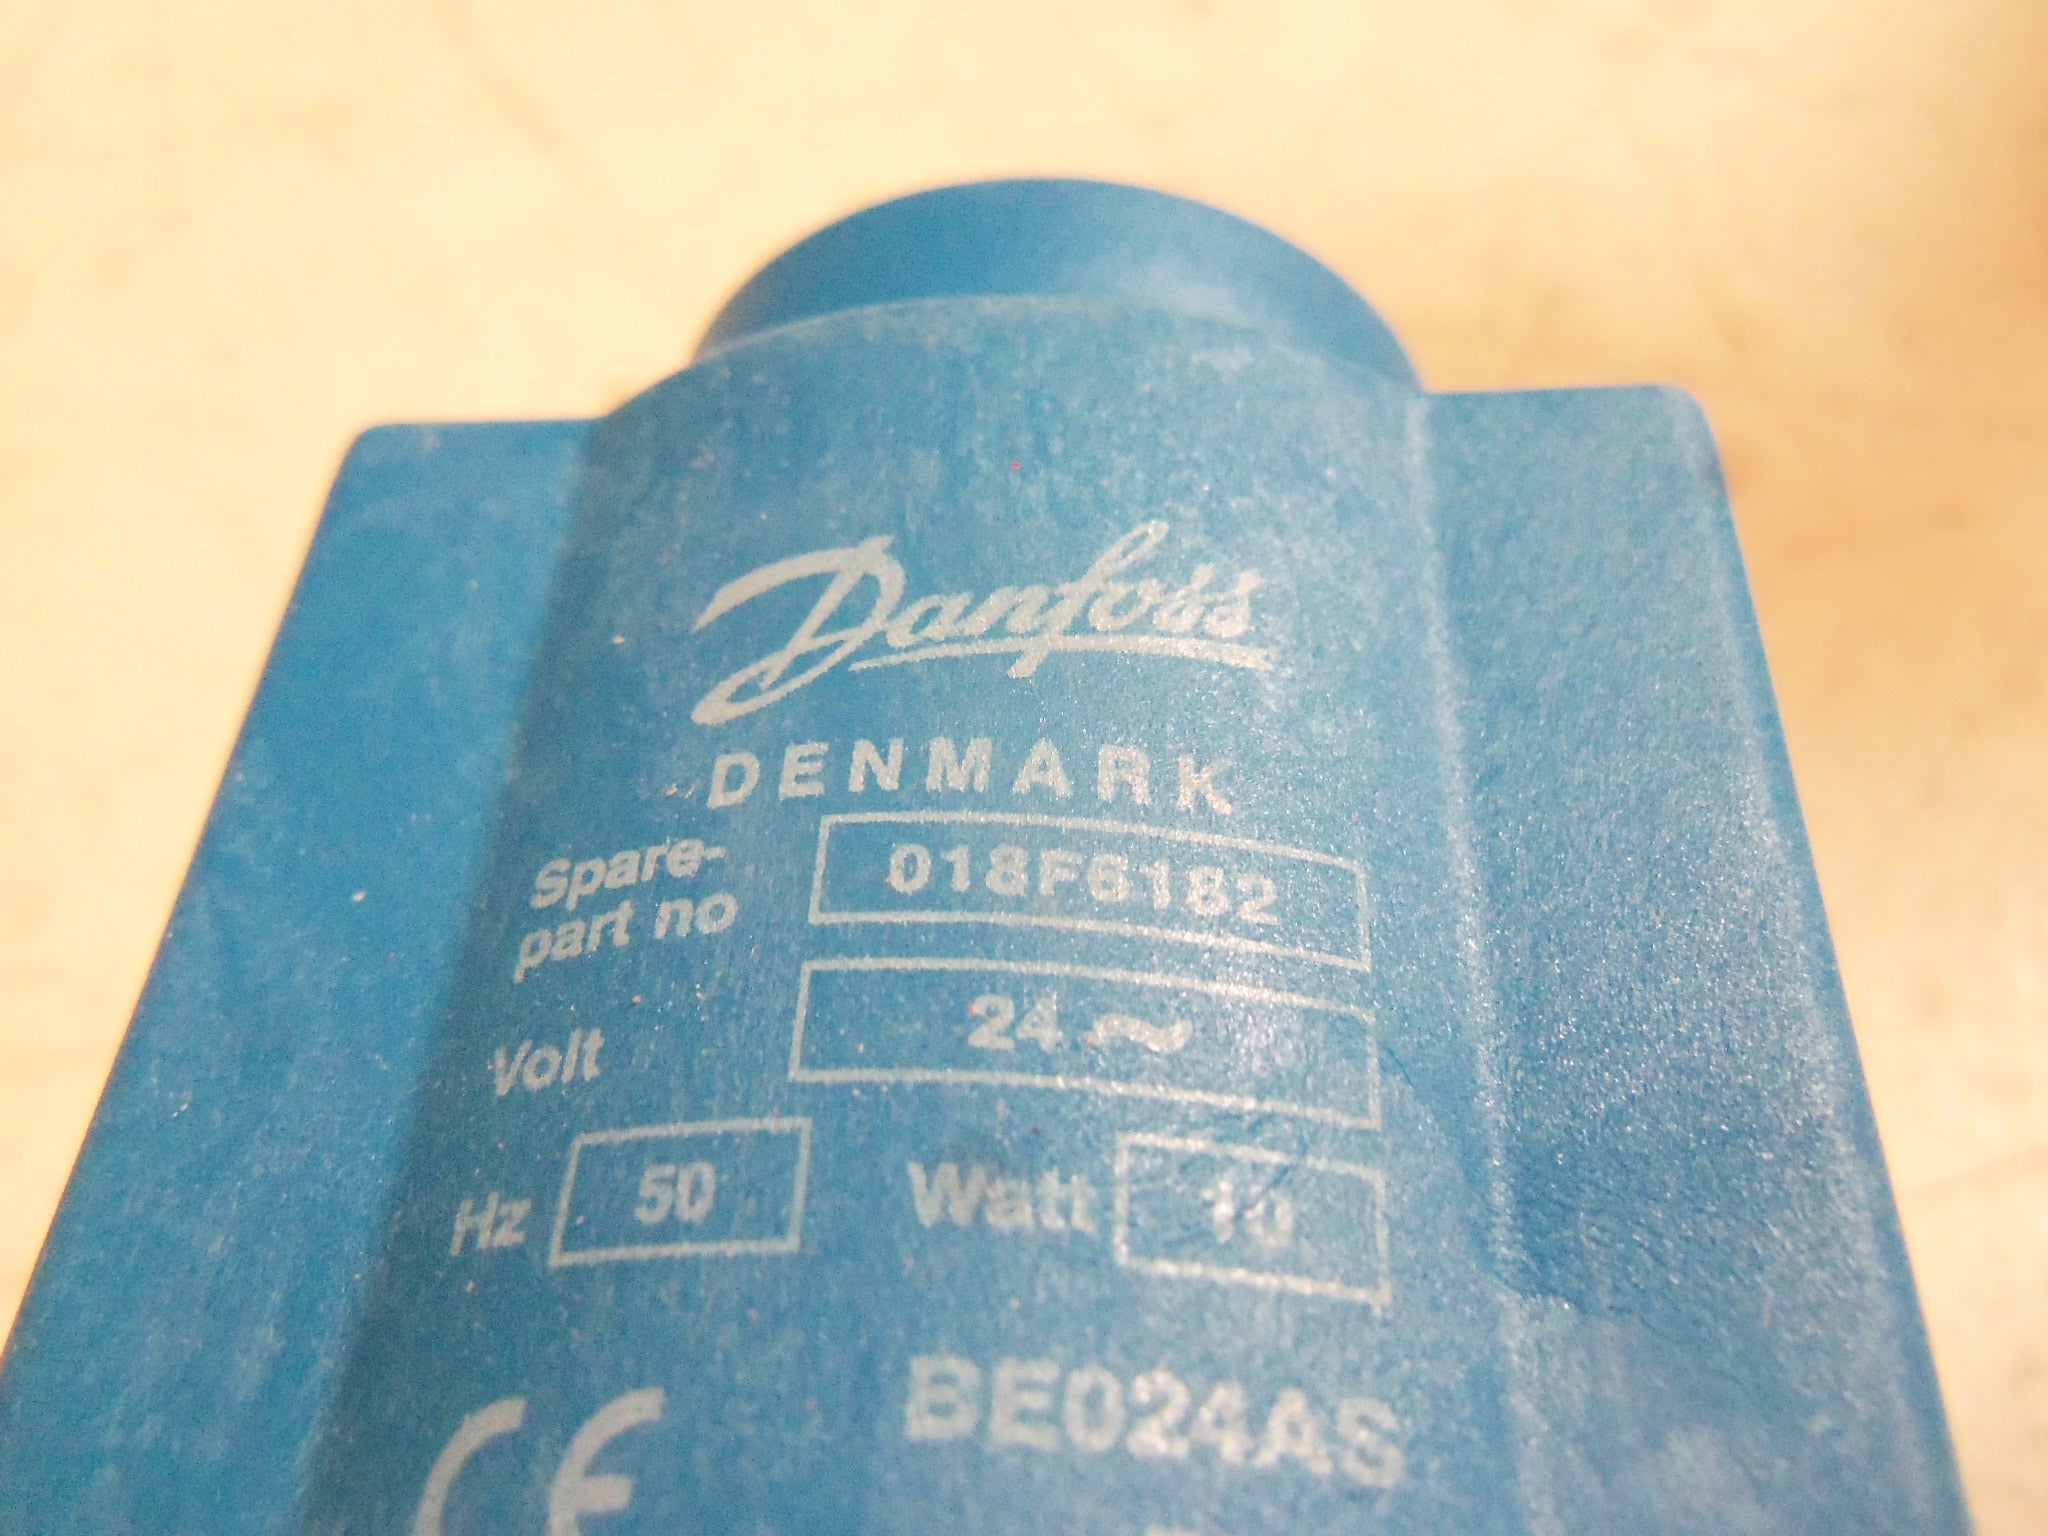 Danfoss
DENMARK
Spare-
part no 018F6182
Volt 24 ~
Hz 50 Watt 10
CE BE024AS